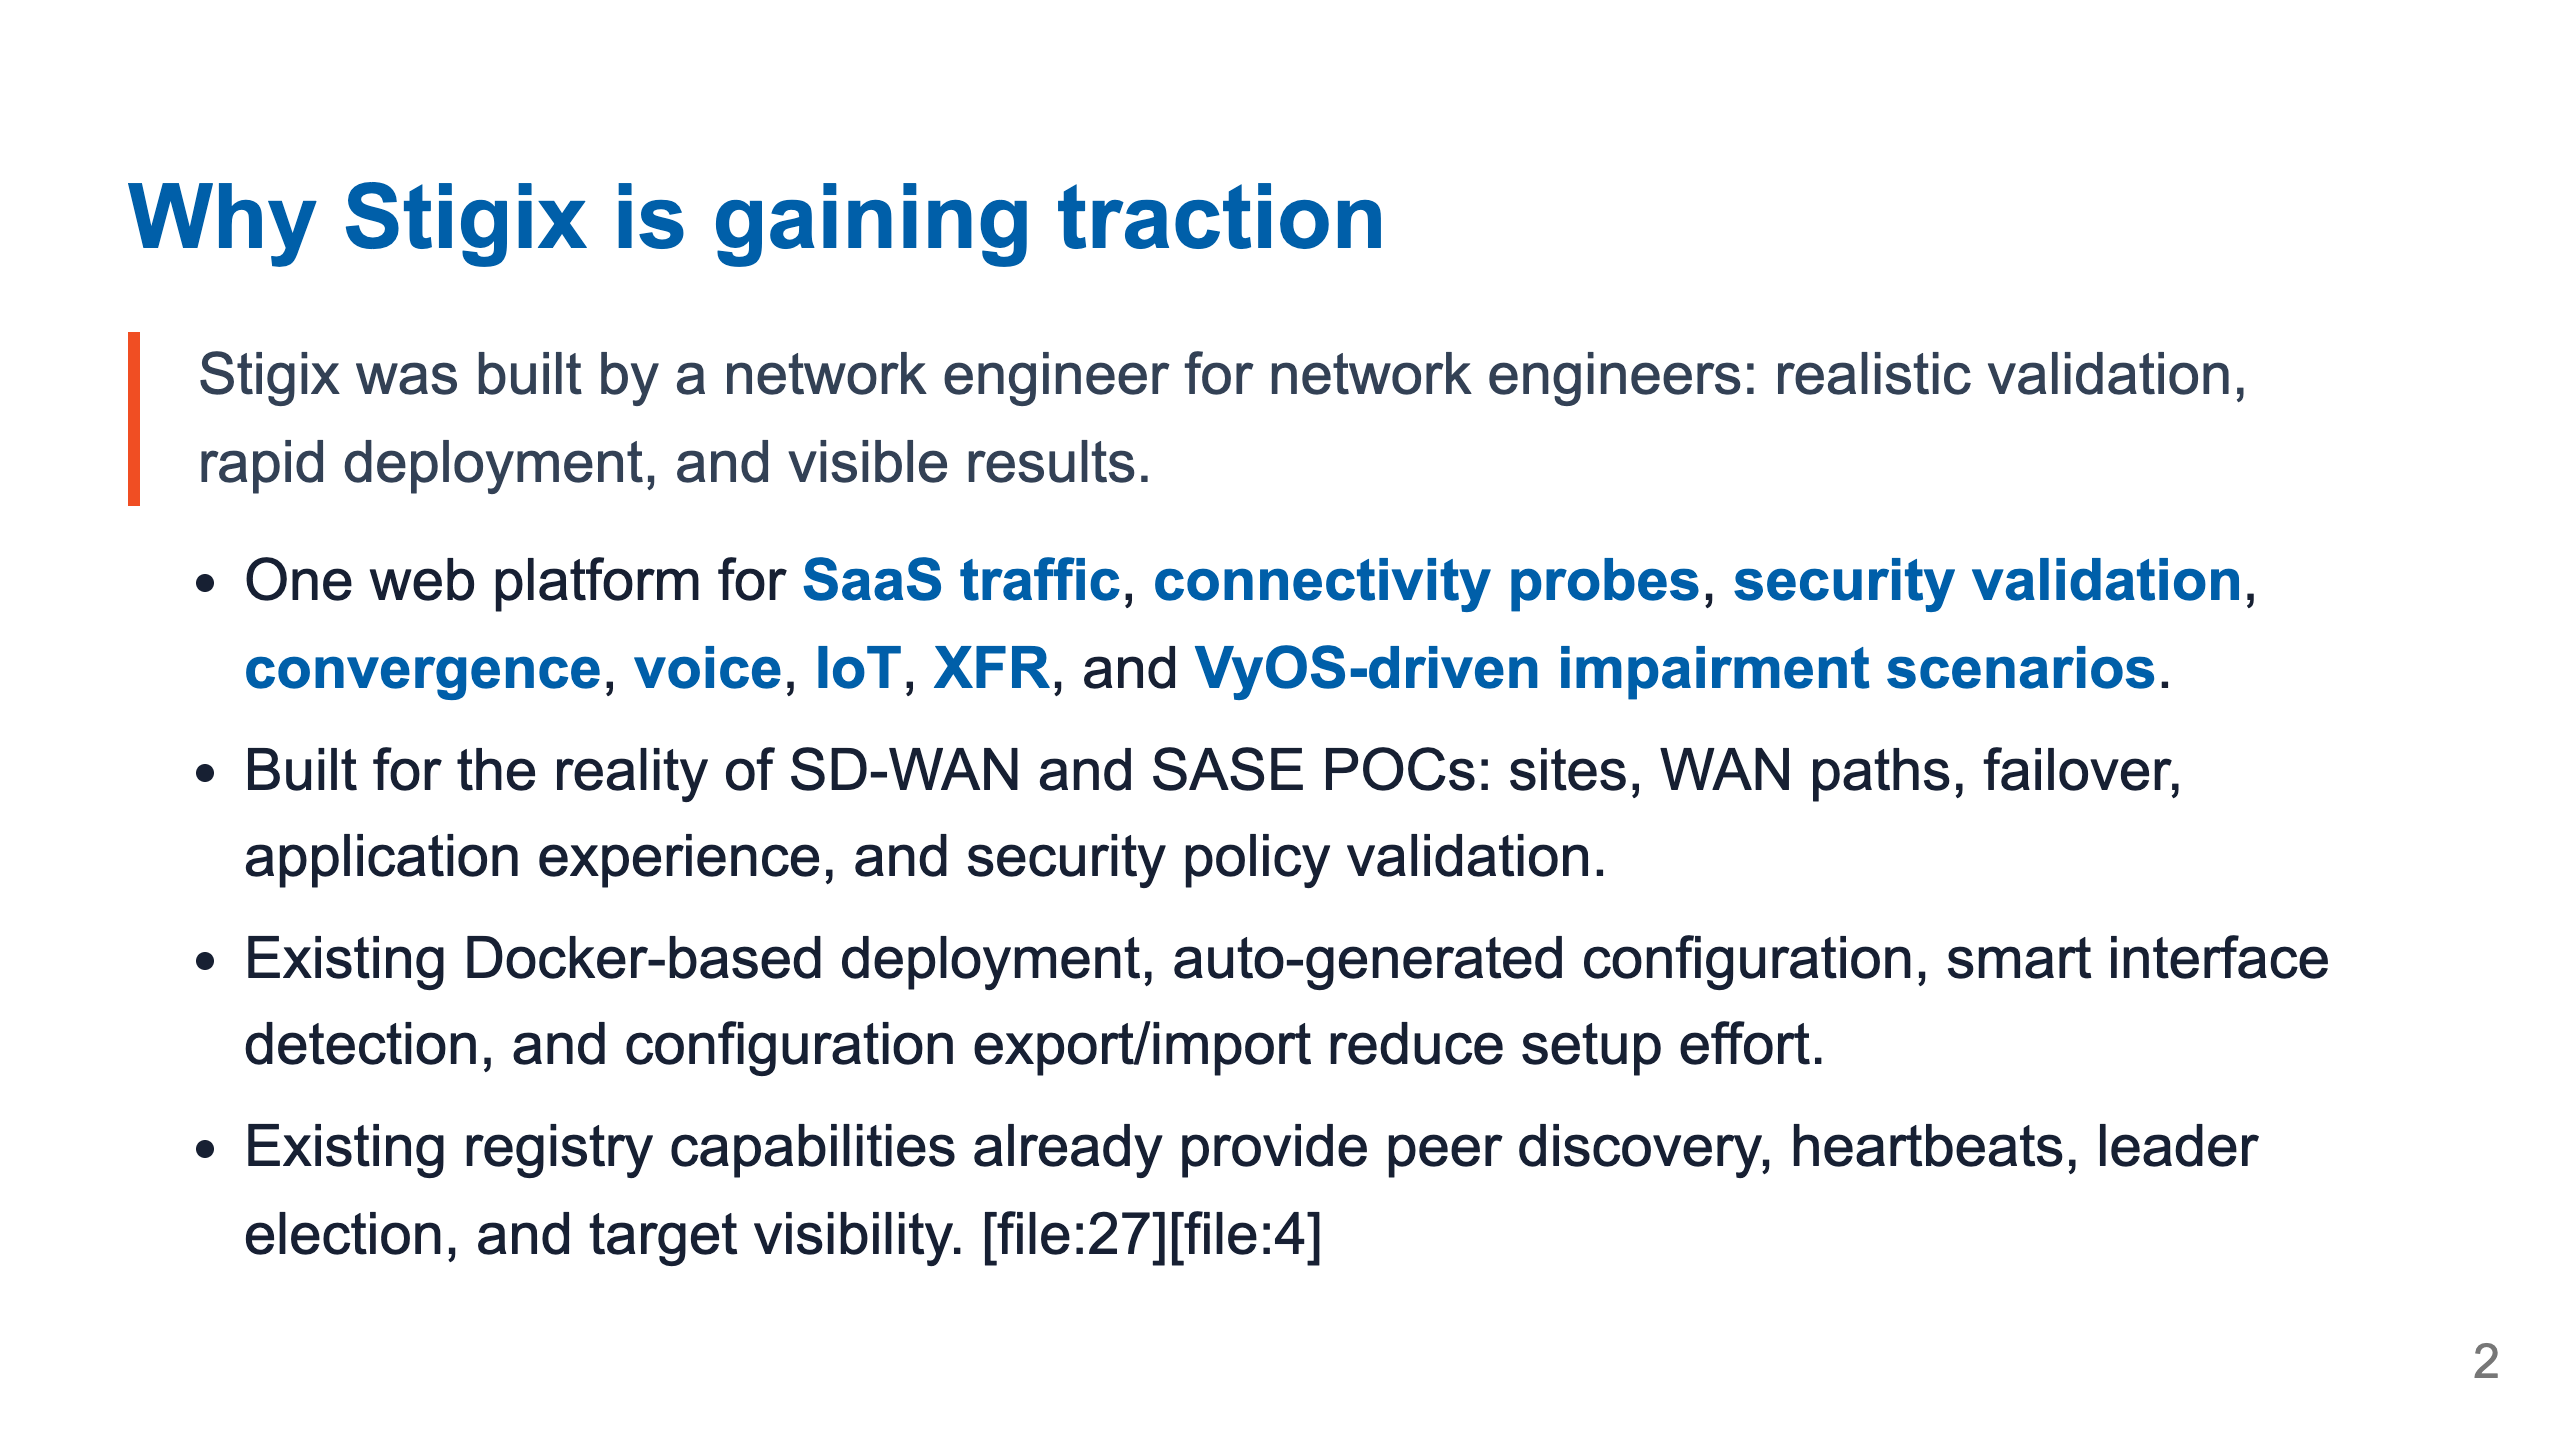 Why Stigix is gaining traction
Stigix was built by a network engineer for network engineers: realistic validation,
rapid deployment, and visible results.
• One web platform for SaaS traffic, connectivity probes, security validation,
convergence, voice, IoT, XFR, and VyOS-driven impairment scenarios.
• Built for the reality of SD-WAN and SASE POCs: sites, WAN paths, failover,
application experience, and security policy validation.
• Existing Docker-based deployment, auto-generated configuration, smart interface
detection, and configuration export/import reduce setup effort.
• Existing registry capabilities already provide peer discovery, heartbeats, leader
election, and target visibility. [file:27][file:4]
2